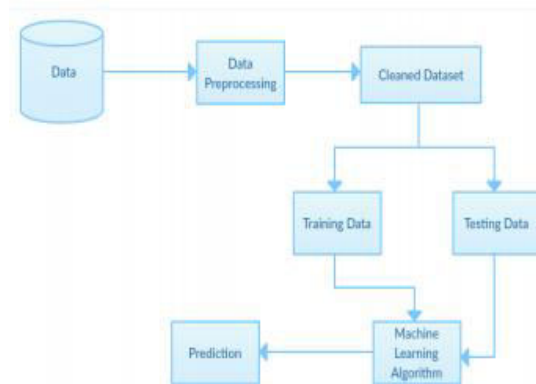 Data
Data
Preprocessing
Cleaned Dataset
Training Data
Testing Data
Prediction
Machine
Learning
Algorithm